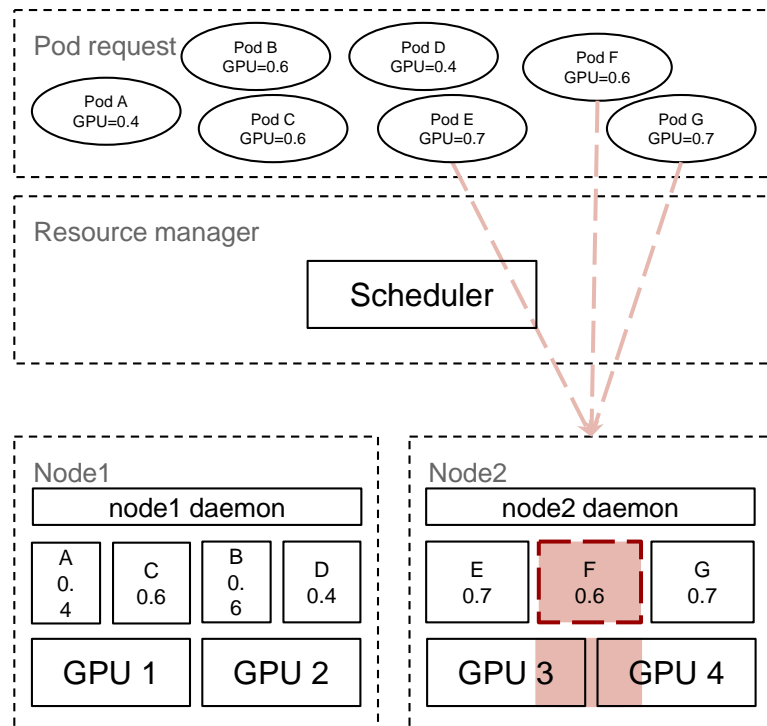 Pod request
Pod A
GPU=0.4
Pod B
GPU=0.6
Pod C
GPU=0.6
Pod D
GPU=0.4
Pod E
GPU=0.7
Pod F
GPU=0.6
Pod G
GPU=0.7
Resource manager
Scheduler
Node1
node1 daemon
A
0.
4
C
0.6
B
0.
6
D
0.4
GPU 1
GPU 2
Node2
node2 daemon
E
0.7
F
0.6
G
0.7
GPU 3
GPU 4